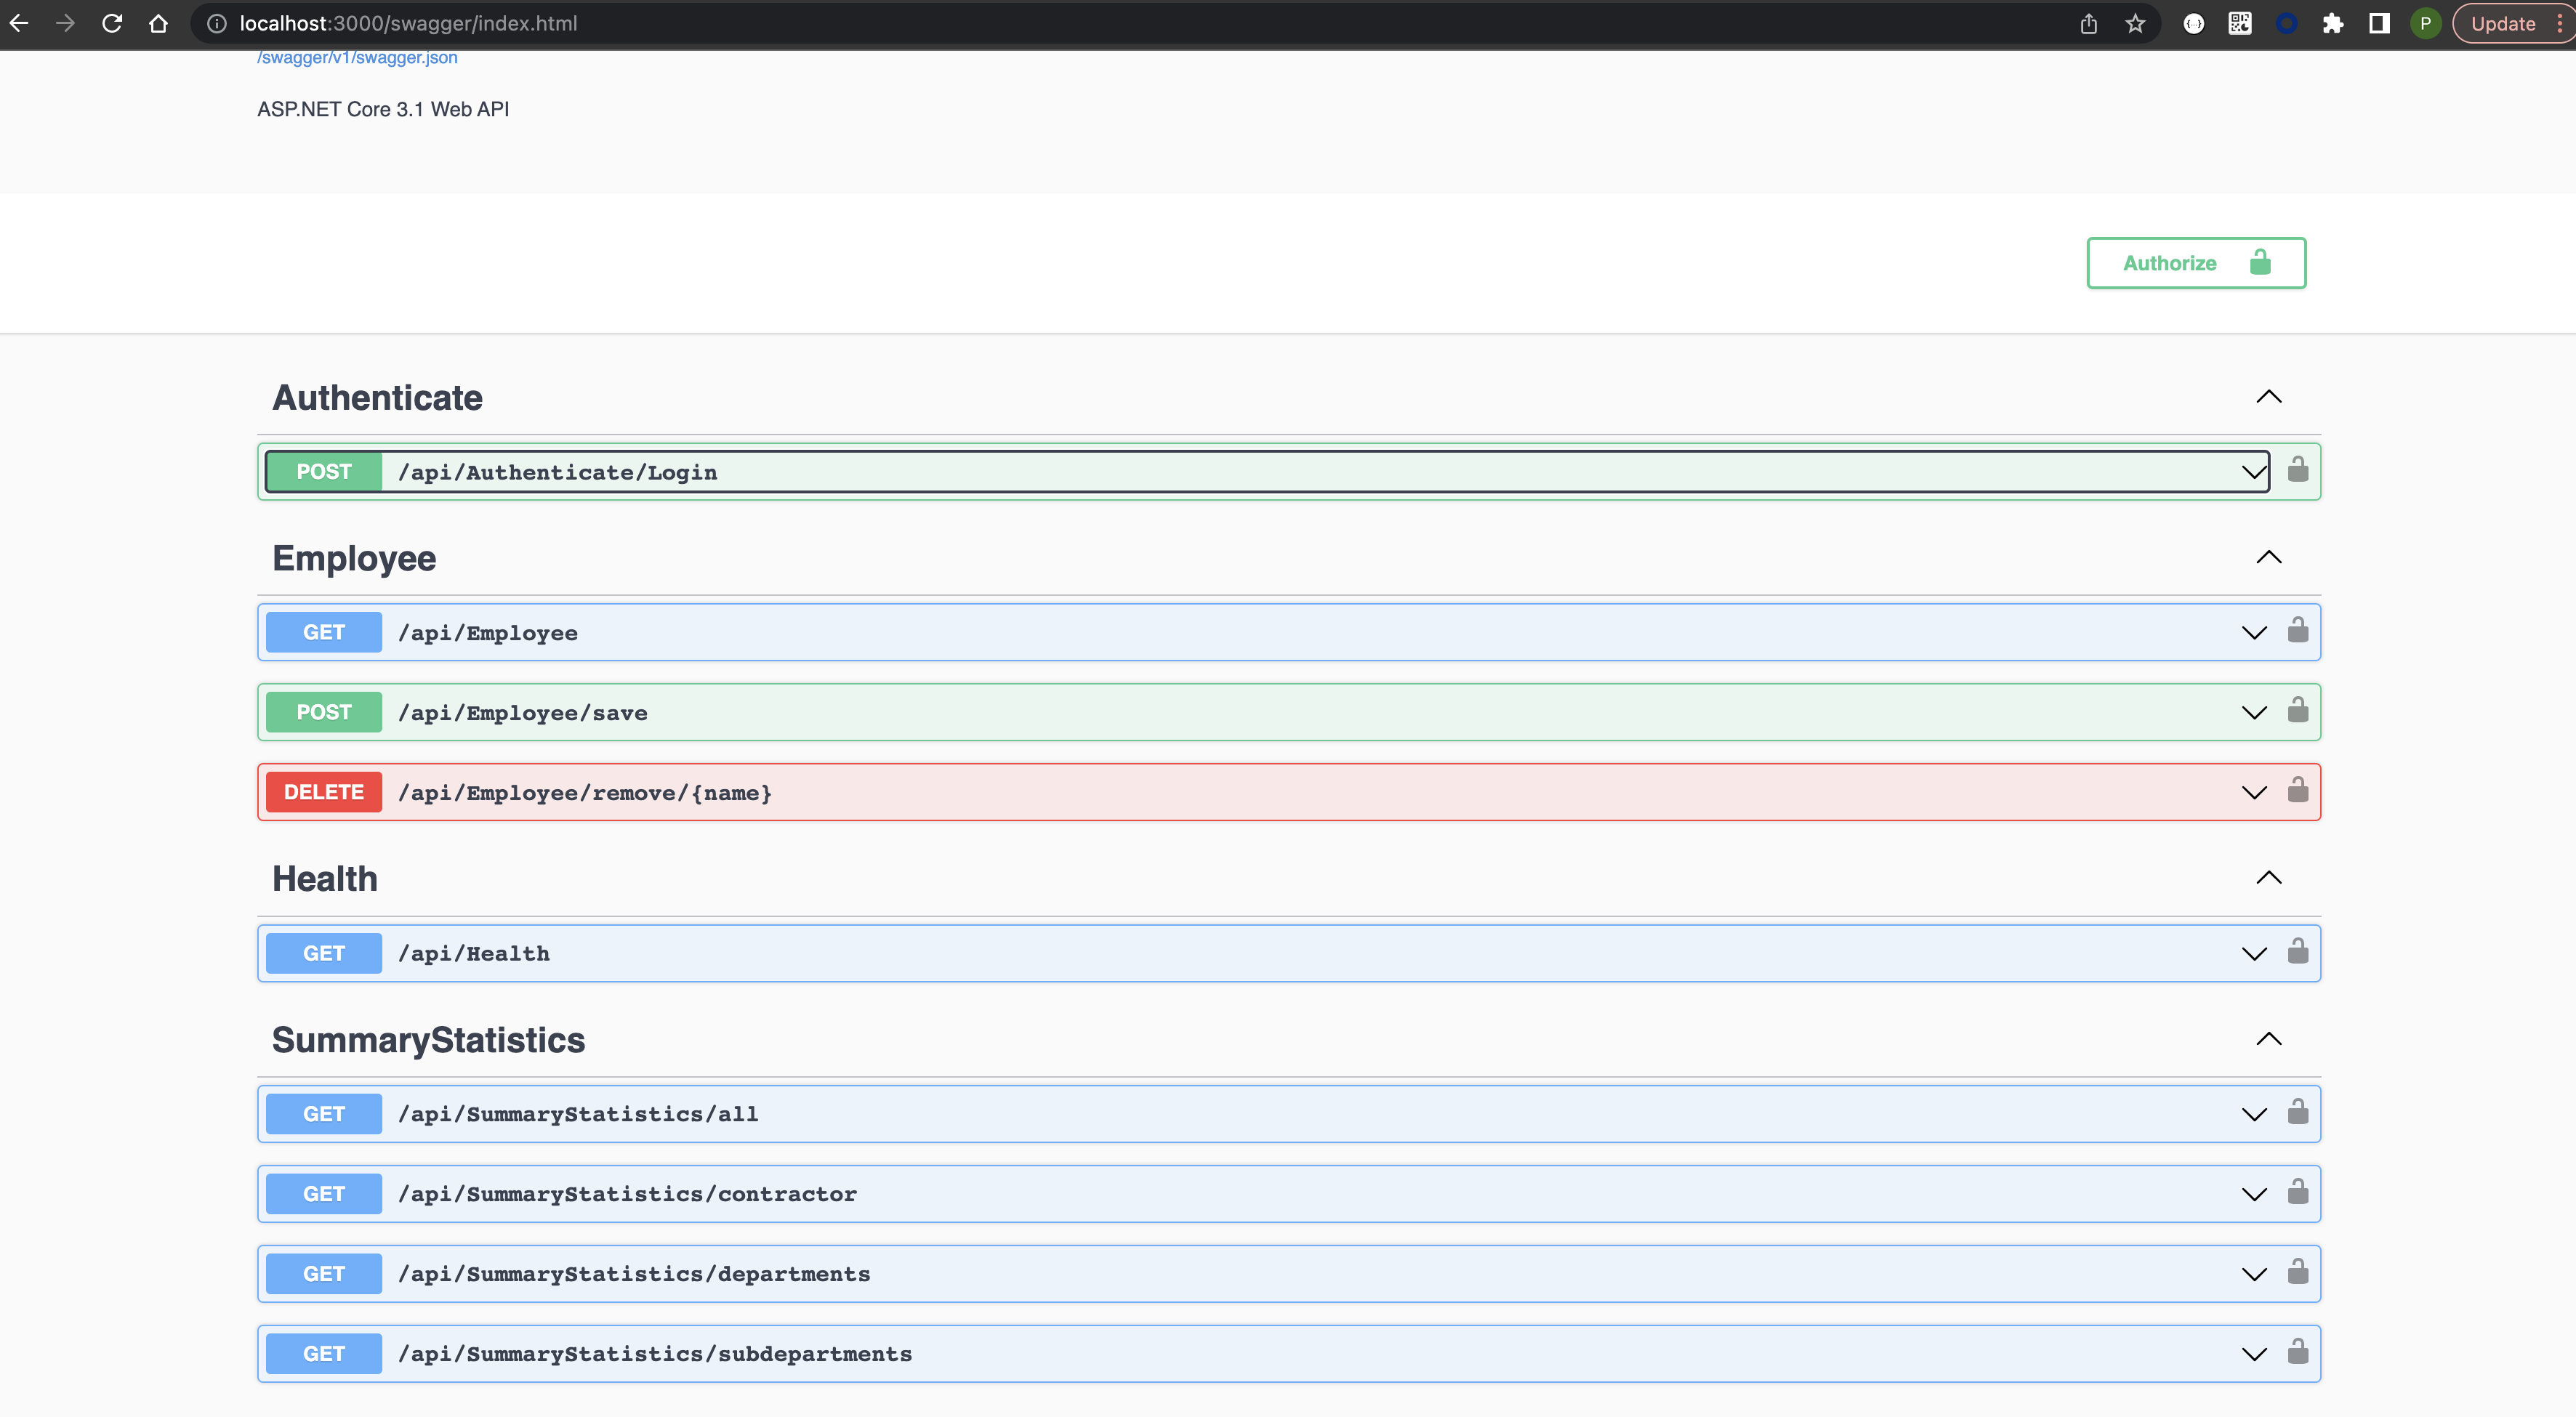 localhost:3000/swagger/index.html
P
Update
/swagger/v1/swagger.json
ASP.NET Core 3.1 Web API
Authorize
Authenticate
POST /api/Authenticate/Login
Employee
GET /api/Employee
POST /api/Employee/save
DELETE /api/Employee/remove/{name}
Health
GET /api/Health
SummaryStatistics
GET /api/SummaryStatistics/all
GET /api/SummaryStatistics/contractor
GET /api/SummaryStatistics/departments
GET /api/SummaryStatistics/subdepartments